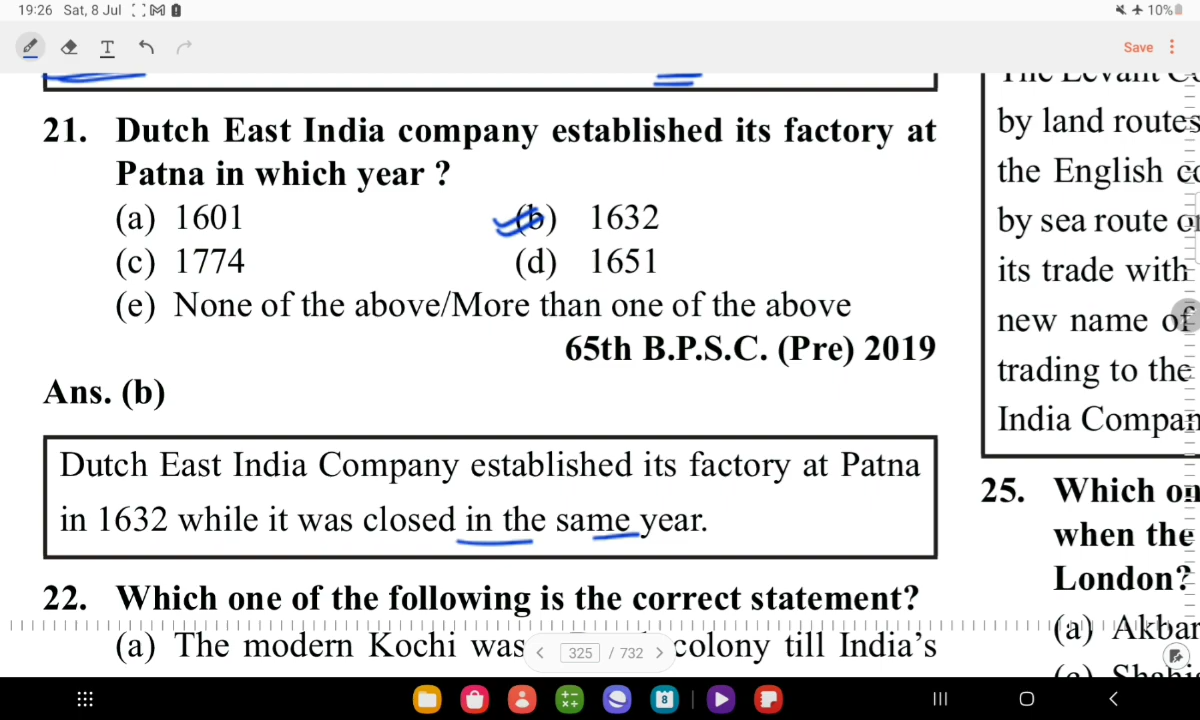 19:26 Sat, 8 Jul
10%
T
Save
21. Dutch East India company established its factory at
Patna in which year ?
(a) 1601 (b) 1632
(c) 1774 (d) 1651
(e) None of the above/More than one of the above
65th B.P.S.C. (Pre) 2019
Ans. (b)
Dutch East India Company established its factory at Patna
in 1632 while it was closed in the same year.
22. Which one of the following is the correct statement?
(a) The modern Kochi was colony till India's
325 / 732
by land routes
the English
by sea route
its trade with
new name of
trading to the
India Compan
25. Which on
when the
London?
(a) Akbar
8